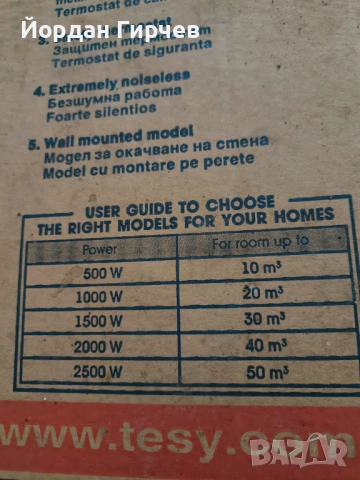 Йордан Гирчев
Termostat de
3.
Защитен термостат
Termostat de siguranta
4. Extremely noiseless
Безшумна работа
Foarte silentios
5. Wall mounted model
Модел за окачване на стена
Model cu montare pe perete
USER GUIDE TO CHOOSE
THE RIGHT MODELS FOR YOUR HOMES
Power For room up to
500 W 10 m³
1000 W 20 m³
1500 W 30 m³
2000 W 40 m³
2500 W 50 m³
www.tesy.com
BAZAR